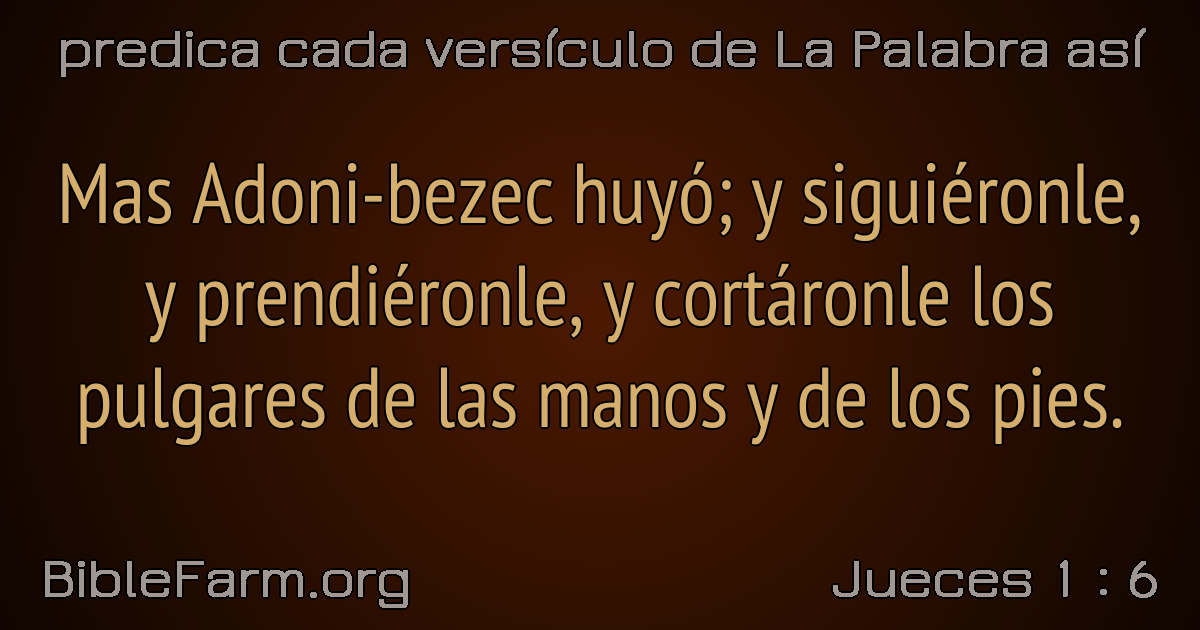 predica cada versículo de La Palabra así
Mas Adoni-bezec huyó; y siguiéronle,
y prendiéronle, y cortáronle los
pulgares de las manos y de los pies.
BibleFarm.org
Jueces 1 : 6